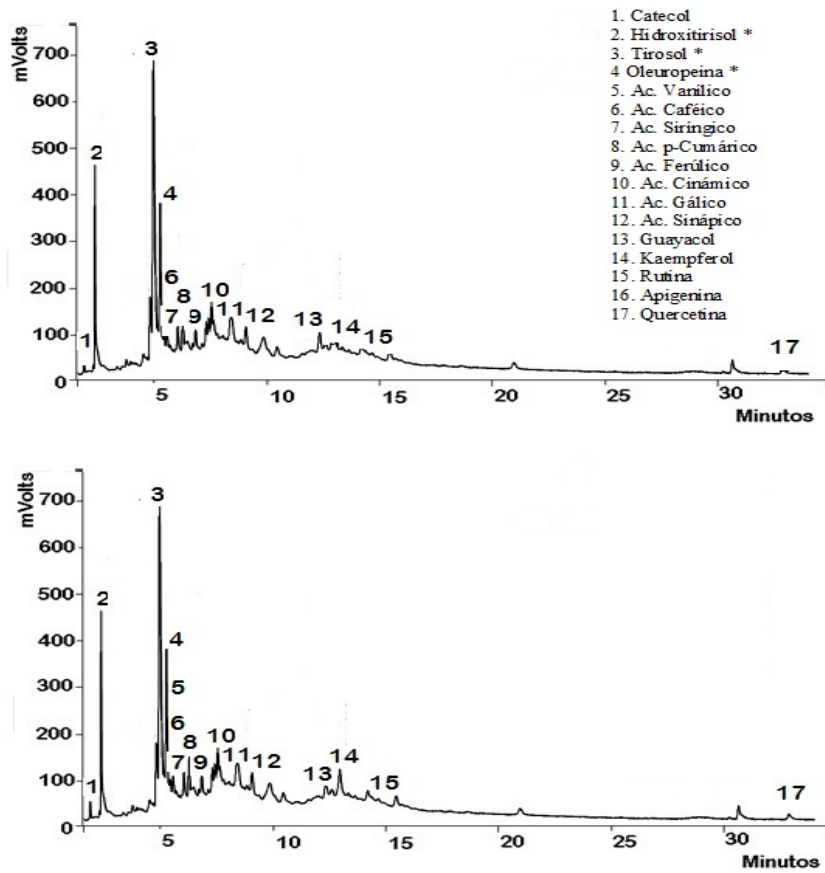 mVolts
700
600
500
400
300
200
100
0
1
2
3
4
6
7
8
9
10
11
12
13
14
15
17
5
10
15
20
30
Minutos
1. Catecol
2. Hidroxitirisol *
3. Tirosol *
4 Oleuropeina *
5. Ac. Vanílico
6. Ac. Caféico
7. Ac. Siríngico
8. Ac. p-Cumárico
9. Ac. Ferúlico
10. Ac. Cinámico
11. Ac. Gálico
12. Ac. Sinápico
13. Guayacol
14. Kaempferol
15. Rutina
16. Apigenina
17. Quercetina
mVolts
700
600
500
400
300
200
100
0
1
2
3
4
5
6
7
8
9
10
11
12
13
14
15
17
5
10
15
20
30
Minutos